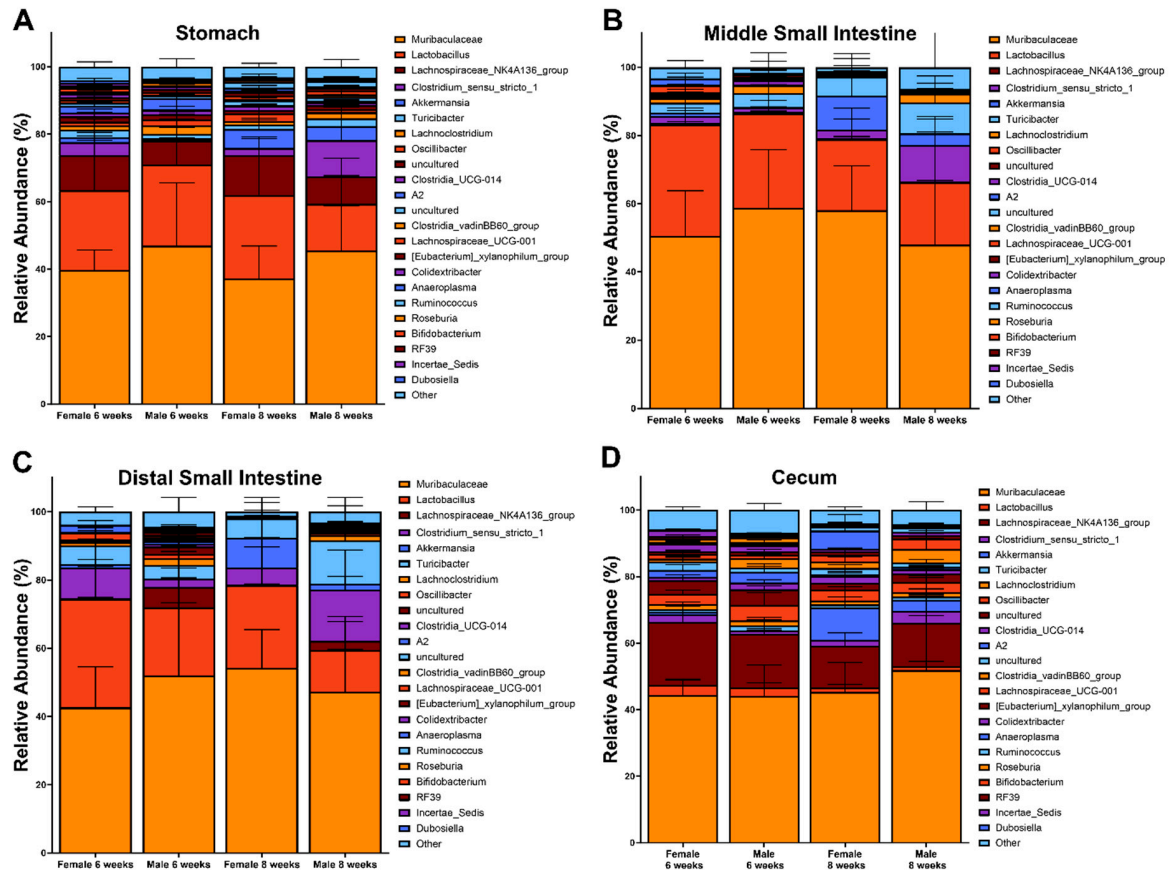 A
Stomach
Relative Abundance (%)
100
80
60
40
20
0
Female 6 weeks
Male 6 weeks
Female 8 weeks
Male 8 weeks
Muribaculaceae
Lactobacillus
Lachnospiraceae_NK4A136_group
Clostridium_sensu_stricto_1
Akkermansia
Turicibacter
Lachnoclostridium
Oscillibacter
uncultured
Clostridia_UCG-014
A2
uncultured
Clostridia_vadinBB60_group
Lachnospiraceae_UCG-001
[Eubacterium]_xylanophilum_group
Colidextribacter
Anaeroplasma
Ruminococcus
Roseburia
Bifidobacterium
RF39
Incertae_Sedis
Dubosiella
Other
B
Middle Small Intestine
Relative Abundance (%)
100
80
60
40
20
0
Female 6 weeks
Male 6 weeks
Female 8 weeks
Male 8 weeks
Muribaculaceae
Lactobacillus
Lachnospiraceae_NK4A136_group
Clostridium_sensu_stricto_1
Akkermansia
Turicibacter
Lachnoclostridium
Oscillibacter
uncultured
Clostridia_UCG-014
A2
uncultured
Clostridia_vadinBB60_group
Lachnospiraceae_UCG-001
[Eubacterium]_xylanophilum_group
Colidextribacter
Anaeroplasma
Ruminococcus
Roseburia
Bifidobacterium
RF39
Incertae_Sedis
Dubosiella
Other
C
Distal Small Intestine
Relative Abundance (%)
100
80
60
40
20
0
Female 6 weeks
Male 6 weeks
Female 8 weeks
Male 8 weeks
Muribaculaceae
Lactobacillus
Lachnospiraceae_NK4A136_group
Clostridium_sensu_stricto_1
Akkermansia
Turicibacter
Lachnoclostridium
Oscillibacter
uncultured
Clostridia_UCG-014
A2
uncultured
Clostridia_vadinBB60_group
Lachnospiraceae_UCG-001
[Eubacterium]_xylanophilum_group
Colidextribacter
Anaeroplasma
Ruminococcus
Roseburia
Bifidobacterium
RF39
Incertae_Sedis
Dubosiella
Other
D
Cecum
Relative Abundance (%)
100
80
60
40
20
0
Female
6 weeks
Male
6 weeks
Female
8 weeks
Male
8 weeks
Muribaculaceae
Lactobacillus
Lachnospiraceae_NK4A136_group
Clostridium_sensu_stricto_1
Akkermansia
Turicibacter
Lachnoclostridium
Oscillibacter
uncultured
Clostridia_UCG-014
A2
uncultured
Clostridia_vadinBB60_group
Lachnospiraceae_UCG-001
[Eubacterium]_xylanophilum_group
Colidextribacter
Anaeroplasma
Ruminococcus
Roseburia
Bifidobacterium
RF39
Incertae_Sedis
Dubosiella
Other